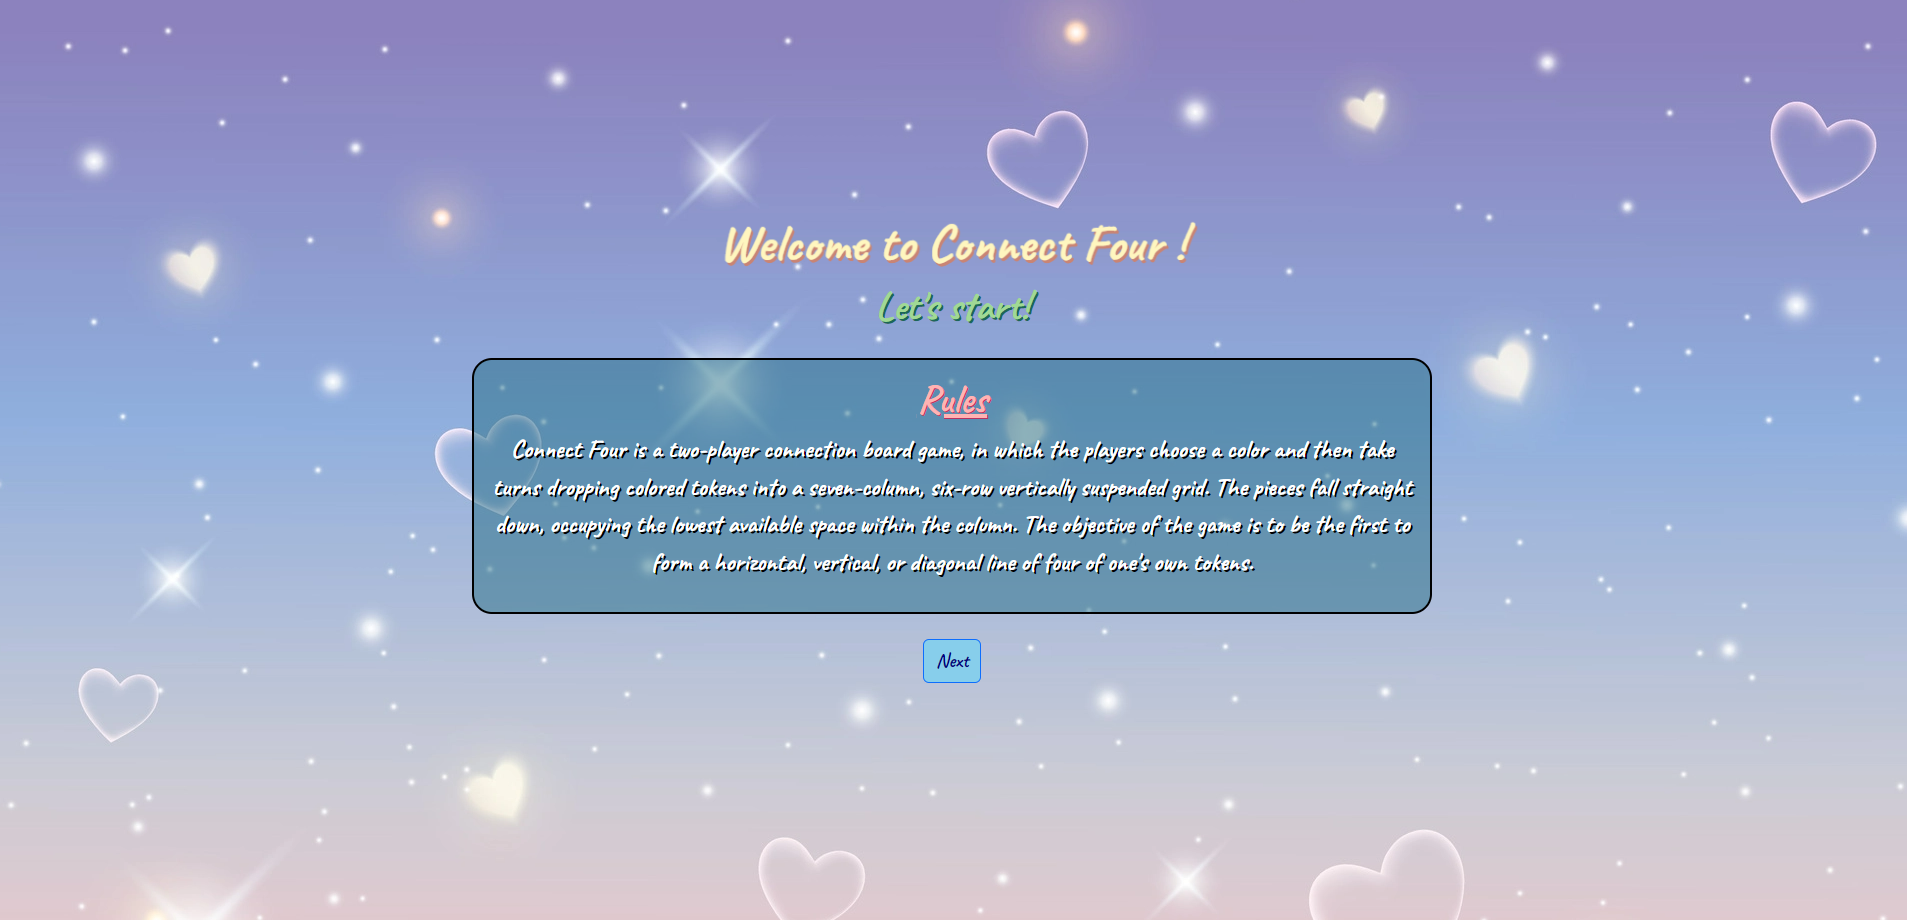 Welcome to Connect Four !
Let's start!
Rules
Connect Four is a two-player connection board game, in which the players choose a color and then take
turns dropping colored tokens into a seven-column, six-row vertically suspended grid. The pieces fall straight
down, occupying the lowest available space within the column. The objective of the game is to be the first to
form a horizontal, vertical, or diagonal line of four of one's own tokens.
Next